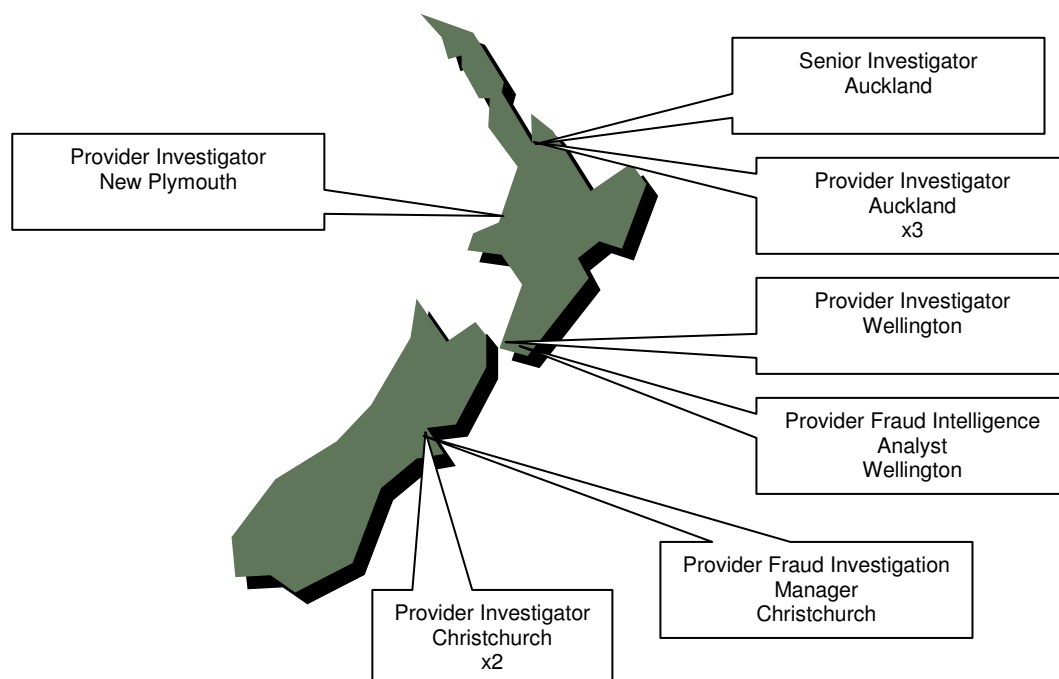 Senior Investigator
Auckland
Provider Investigator
New Plymouth
Provider Investigator
Auckland
x3
Provider Investigator
Wellington
Provider Fraud Intelligence
Analyst
Wellington
Provider Fraud Investigation
Manager
Christchurch
Provider Investigator
Christchurch
x2